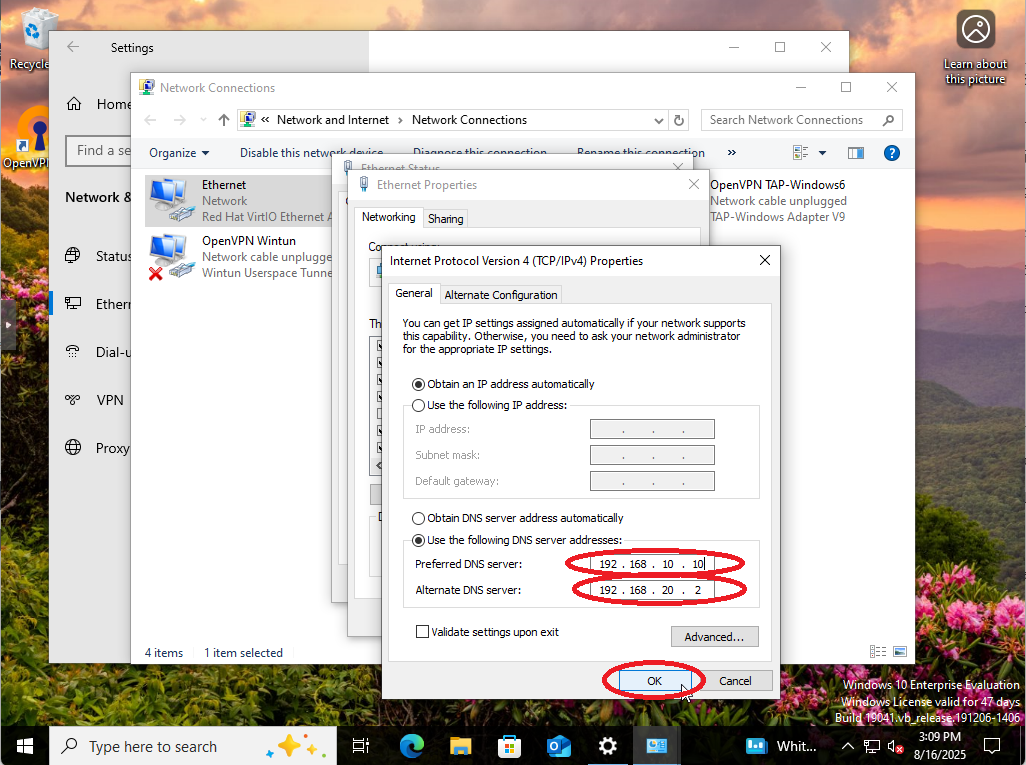 Recycle
Settings
Learn about
this picture
Network Connections
Home
Network and Internet
Network Connections
Search Network Connections
OpenVPN
Find a se
Organize
Disable this network device
Diagnose this connection
Rename this connection
»
Ethernet Status
Ethernet
Network
Red Hat VirtIO Ethernet A
Ethernet Properties
OpenVPN TAP-Windows6
Network cable unplugged
TAP-Windows Adapter V9
Network &
Networking
Sharing
OpenVPN Wintun
Network cable unplugge
Wintun Userspace Tunne
Status
Internet Protocol Version 4 (TCP/IPv4) Properties
General
Alternate Configuration
Ethern
You can get IP settings assigned automatically if your network supports
this capability. Otherwise, you need to ask your network administrator
for the appropriate IP settings.
Dial-u
Obtain an IP address automatically
VPN
Use the following IP address:
IP address:
Subnet mask:
Proxy
Default gateway:
Obtain DNS server address automatically
Use the following DNS server addresses:
Preferred DNS server:
192 . 168 . 10 . 10
Alternate DNS server:
192 . 168 . 20 . 2
Validate settings upon exit
Advanced...
4 items
1 item selected
OK
Cancel
Windows 10 Enterprise Evaluation
Windows License valid for 47 days
Build 19041.vb_release.191206-1406
Type here to search
Whit...
3:09 PM
8/16/2025